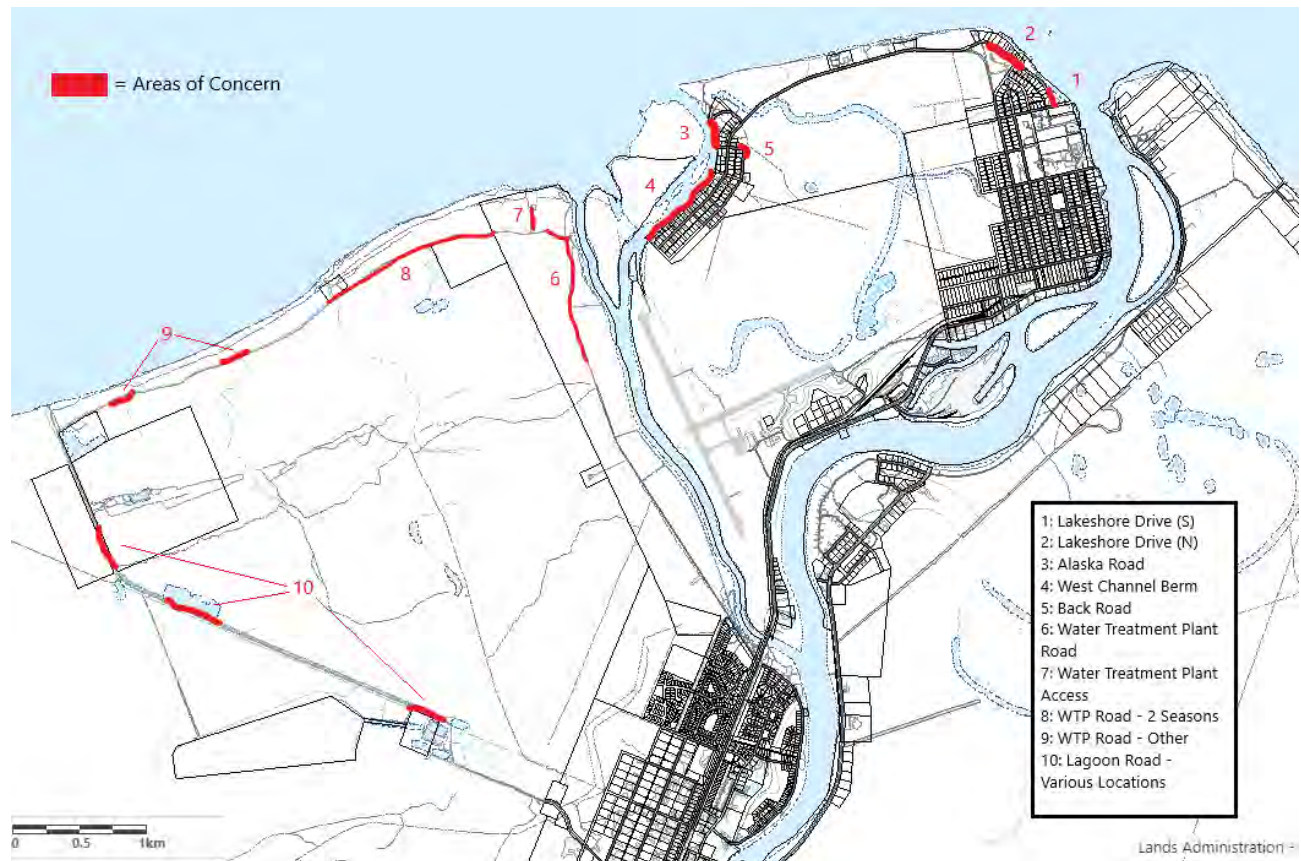 = Areas of Concern
2
1
3
5
4
7
8
6
9
10
1: Lakeshore Drive (S)
2: Lakeshore Drive (N)
3: Alaska Road
4: West Channel Berm
5: Back Road
6: Water Treatment Plant
Road
7: Water Treatment Plant
Access
8: WTP Road - 2 Seasons
9: WTP Road - Other
10: Lagoon Road -
Various Locations
0 0.5 1km
Lands Administration -